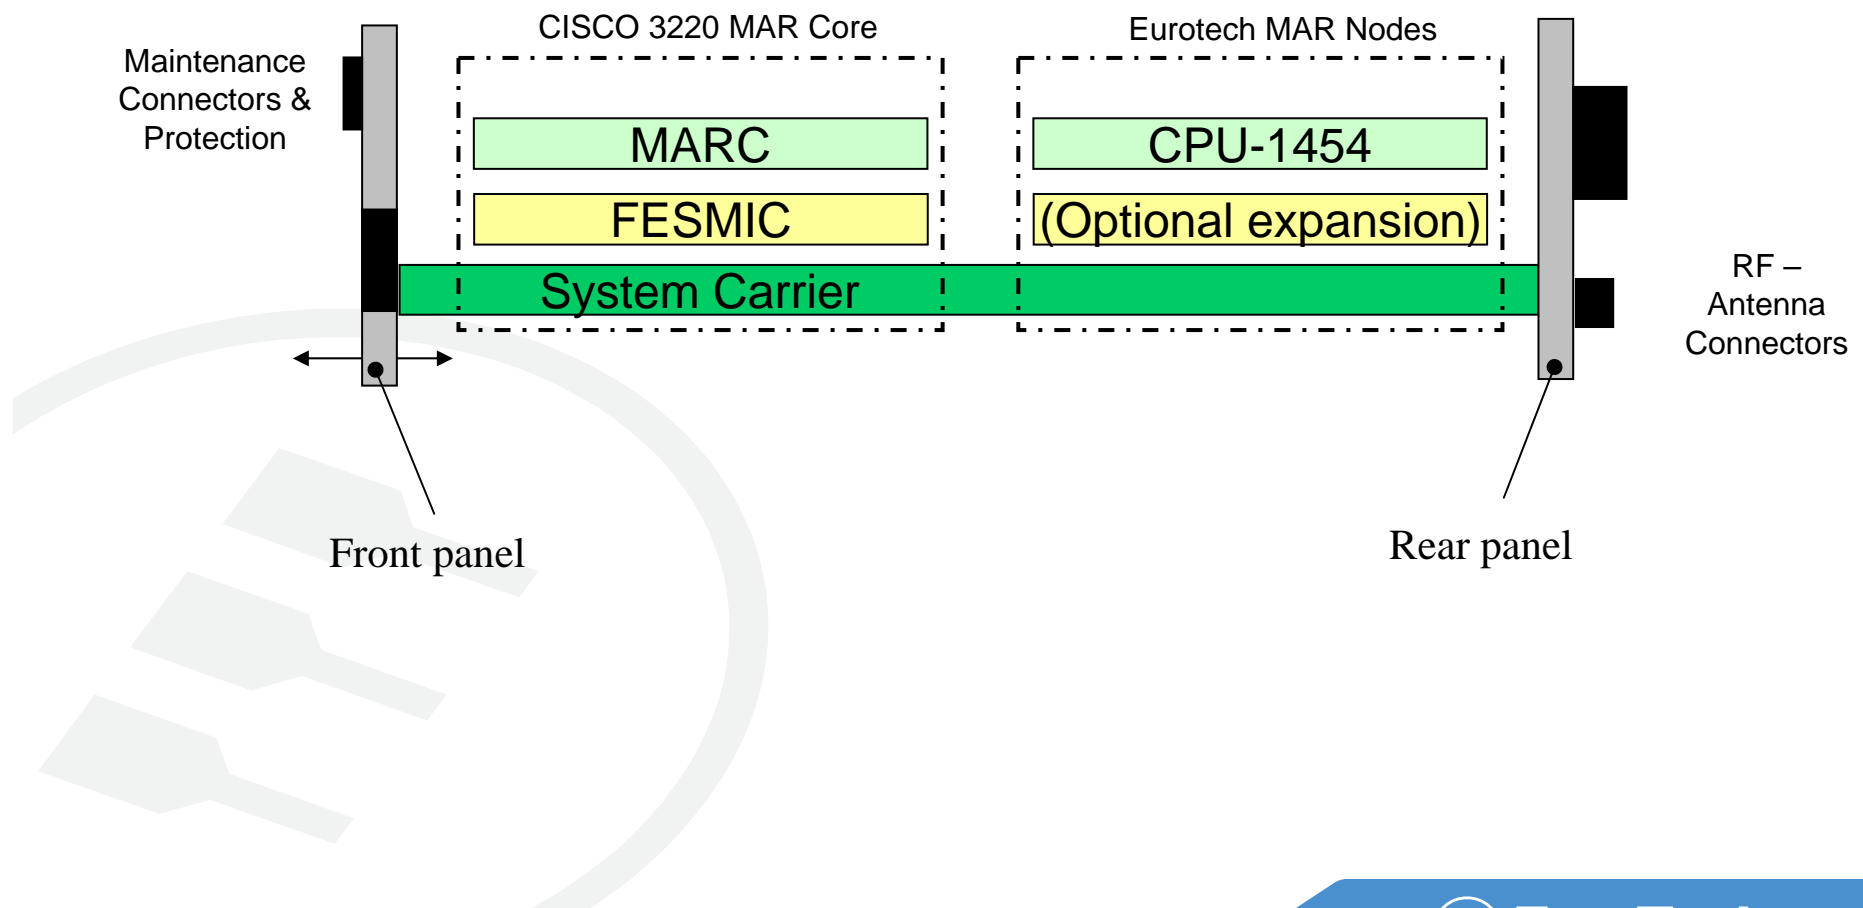 CISCO 3220 MAR Core
Eurotech MAR Nodes
Maintenance
Connectors &
Protection
MARC
CPU-1454
FESMIC
(Optional expansion)
System Carrier
RF –
Antenna
Connectors
Front panel
Rear panel